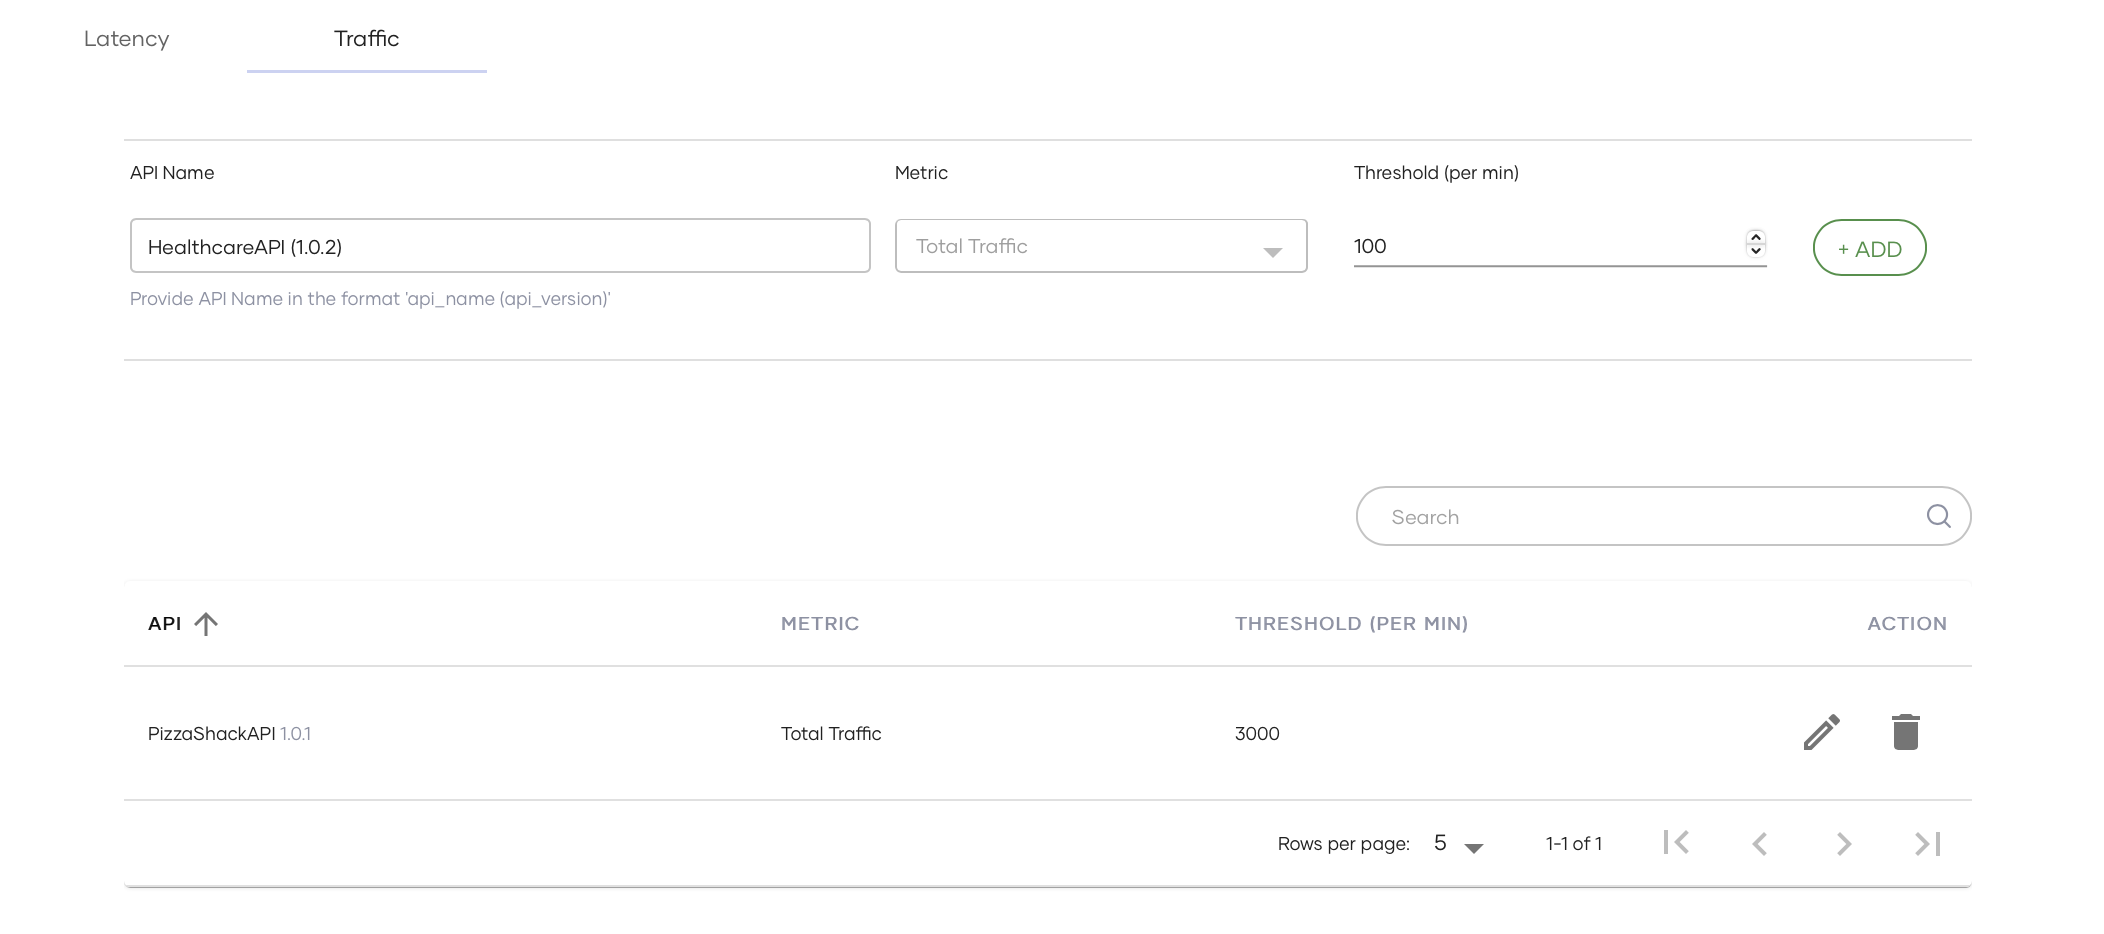 Latency Traffic
API Name Metric Threshold (per min)
HealthcareAPI (1.0.2) Total Traffic 100 + ADD
Provide API Name in the format 'api_name (api_version)'
Search
API METRIC THRESHOLD (PER MIN) ACTION
PizzaShackAPI 1.0.1 Total Traffic 3000
Rows per page: 5 1-1 of 1